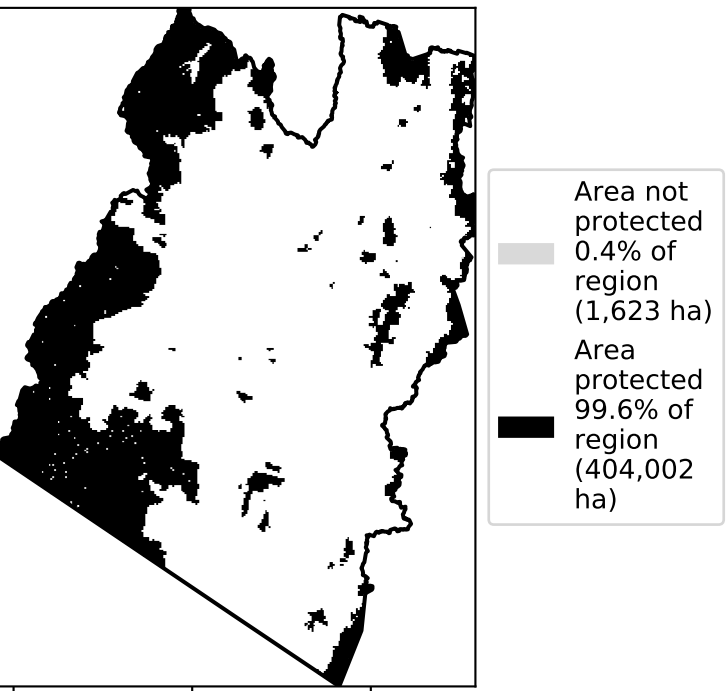 Area not
protected
0.4% of
region
(1,623 ha)
Area
protected
99.6% of
region
(404,002
ha)